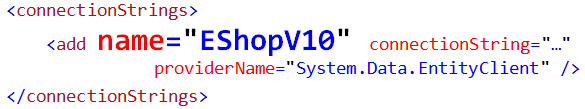 <connectionStrings>
<add name="EShopV10" connectionString="…"
providerName="System.Data.EntityClient" />
</connectionStrings>